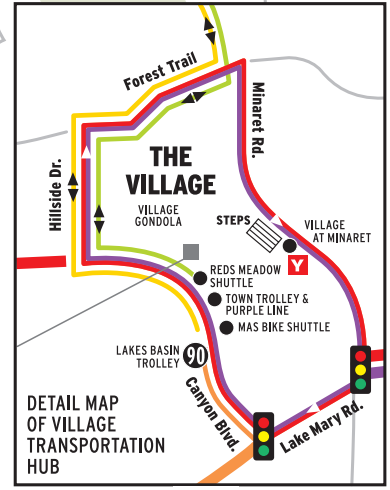 Forest Trail
Minaret Rd.
Hillside Dr.
THE
VILLAGE
VILLAGE
GONDOLA
STEPS
VILLAGE
AT MINARET
Y
REDS MEADOW
SHUTTLE
TOWN TROLLEY &
PURPLE LINE
MAS BIKE SHUTTLE
LAKES BASIN
TROLLEY
90
Canyon Blvd.
Lake Mary Rd.
DETAIL MAP
OF VILLAGE
TRANSPORTATION
HUB